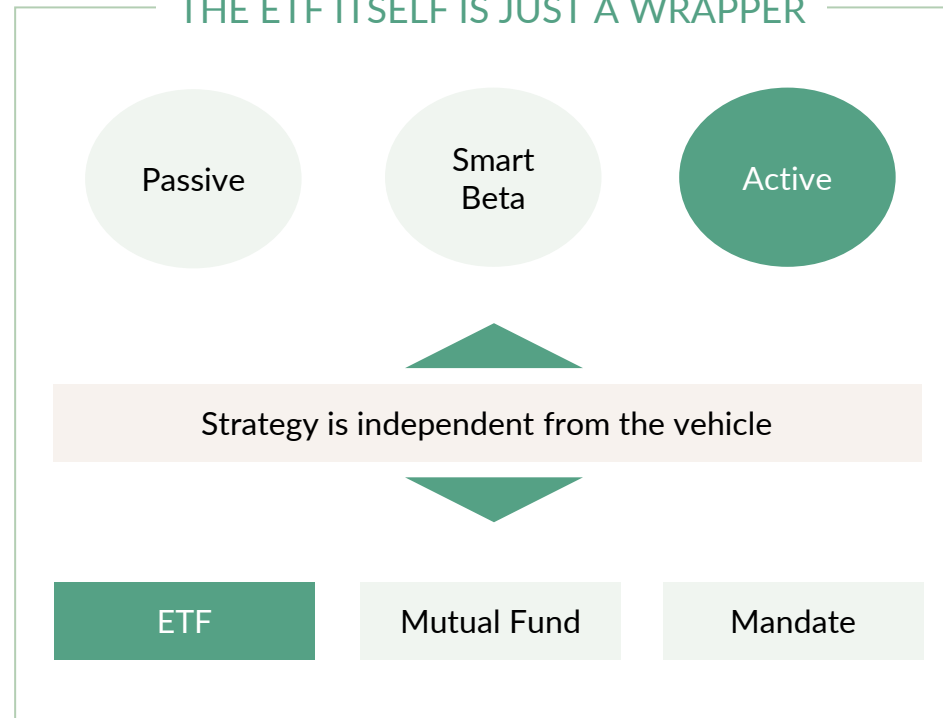 THE ETF ITSELF IS JUST A WRAPPER
Passive
Smart
Beta
Active
Strategy is independent from the vehicle
ETF
Mutual Fund
Mandate